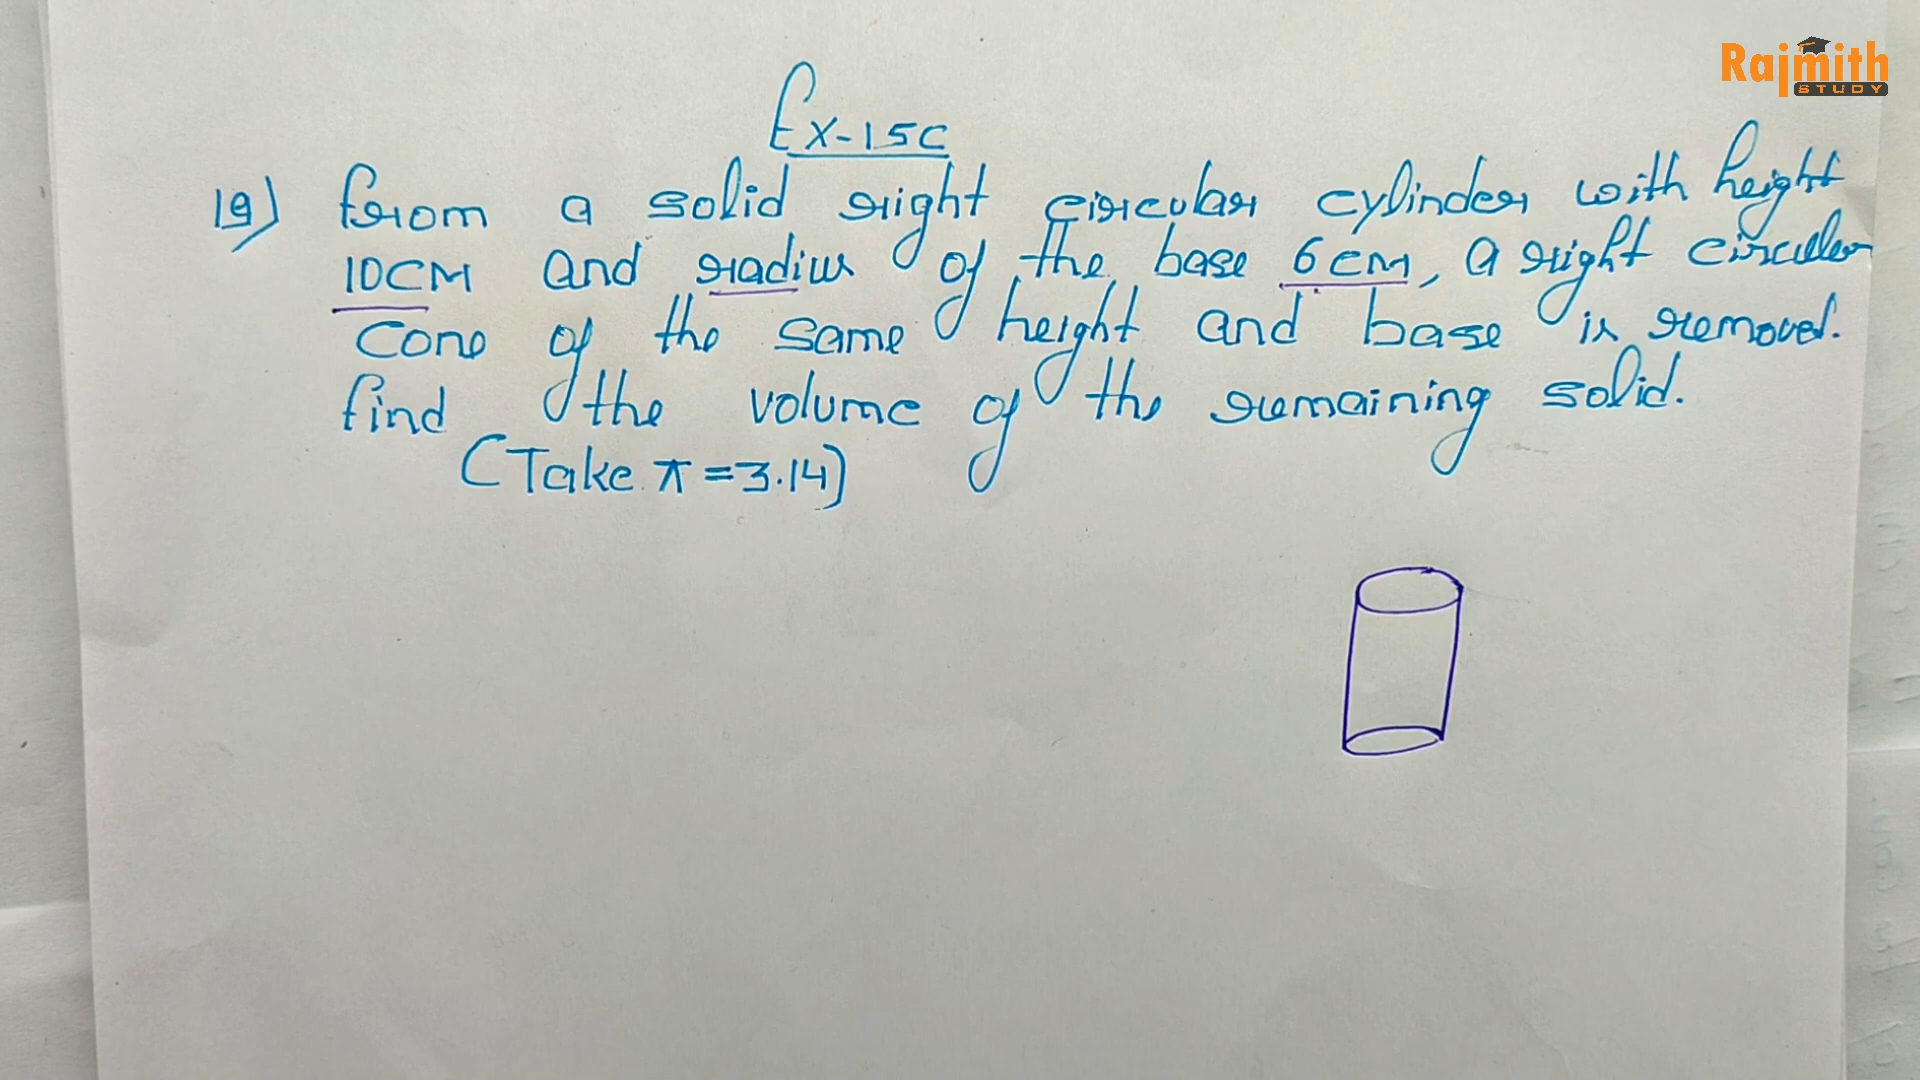 Rajmith
STUDY
Ex-15C
19) from a solid right circular cylinder with height
10CM and radius of the base 6cm, a right circular
cone of the same height and base is removed.
find the volume of the remaining solid.
(Take π=3.14)